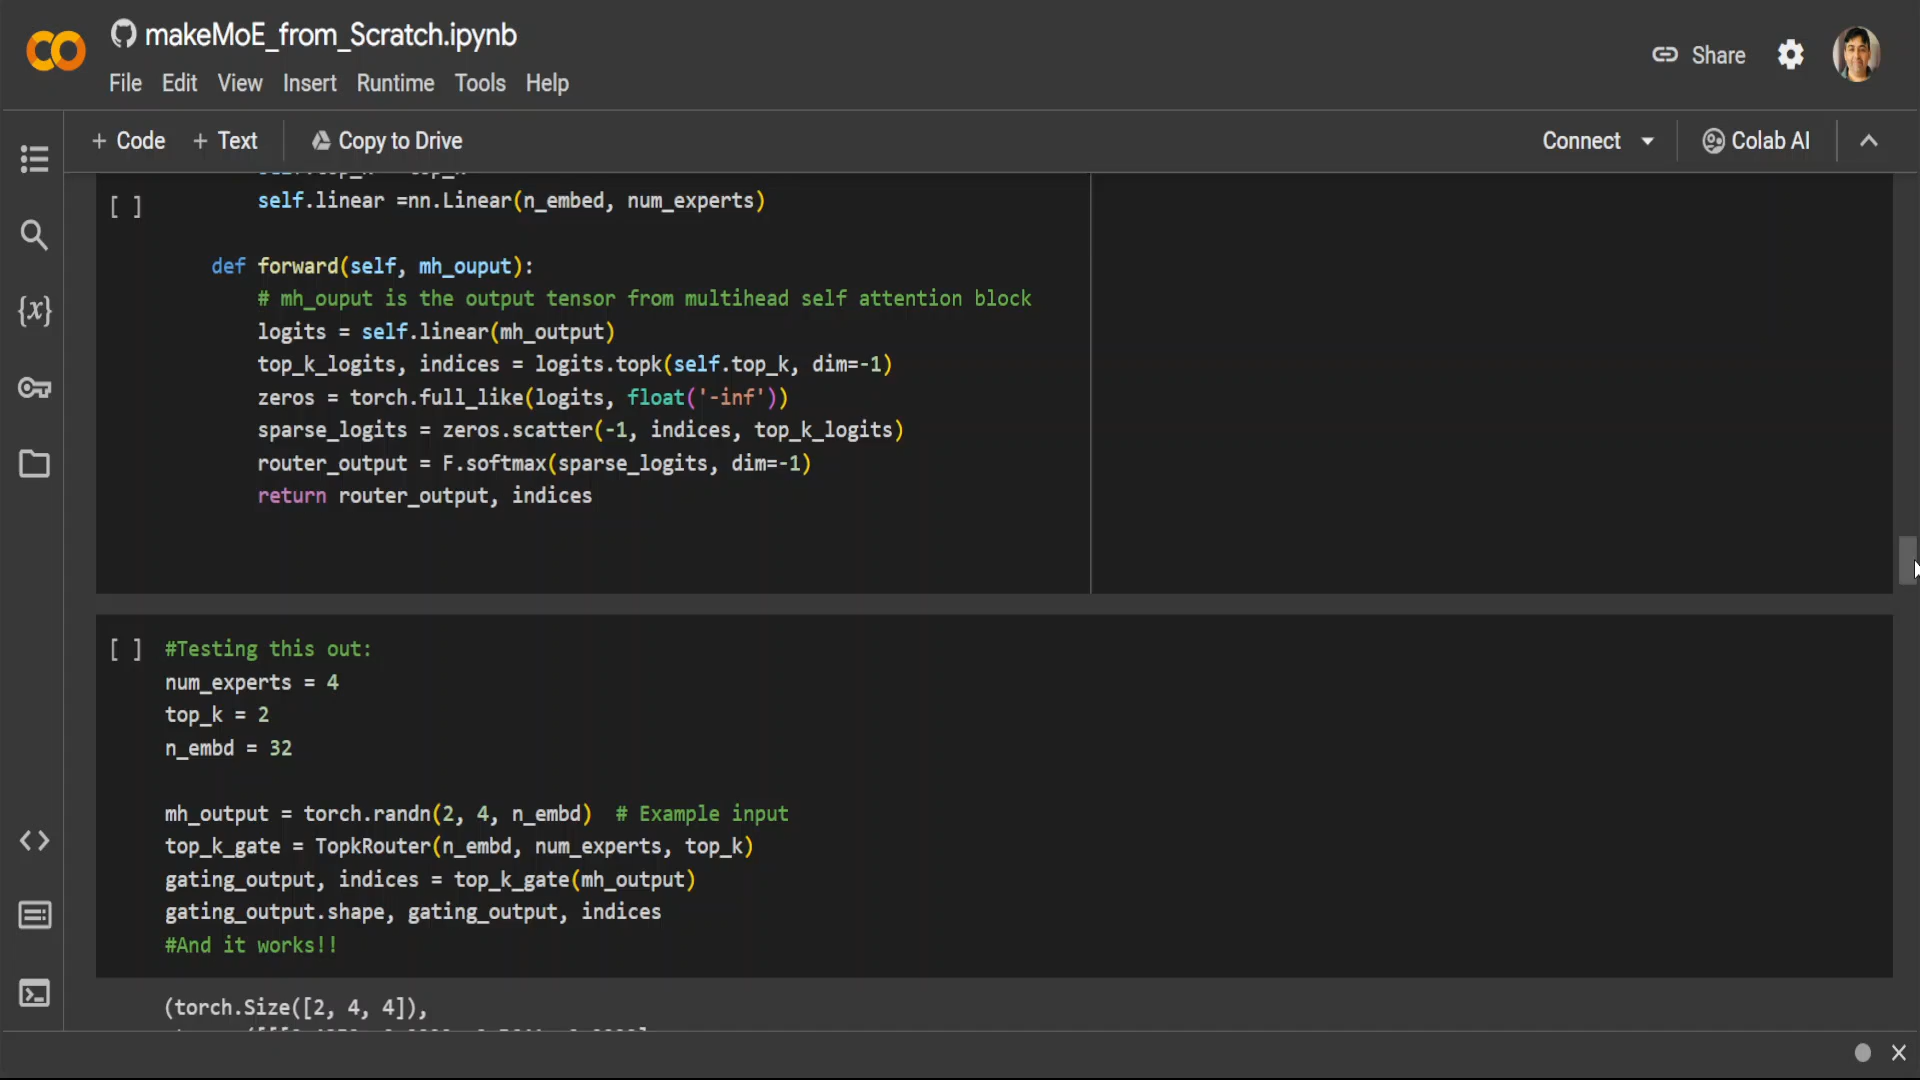 makeMoE_from_Scratch.ipynb
File Edit View Insert Runtime Tools Help
Share
+ Code + Text Copy to Drive
Connect Colab AI
[ ] self.linear =nn.Linear(n_embed, num_experts)
def forward(self, mh_ouput):
# mh_ouput is the output tensor from multihead self attention block
logits = self.linear(mh_output)
top_k_logits, indices = logits.topk(self.top_k, dim=-1)
zeros = torch.full_like(logits, float('-inf'))
sparse_logits = zeros.scatter(-1, indices, top_k_logits)
router_output = F.softmax(sparse_logits, dim=-1)
return router_output, indices
[ ] #Testing this out:
num_experts = 4
top_k = 2
n_embd = 32
mh_output = torch.randn(2, 4, n_embd) # Example input
top_k_gate = TopkRouter(n_embd, num_experts, top_k)
gating_output, indices = top_k_gate(mh_output)
gating_output.shape, gating_output, indices
#And it works!!
(torch.Size([2, 4, 4]),